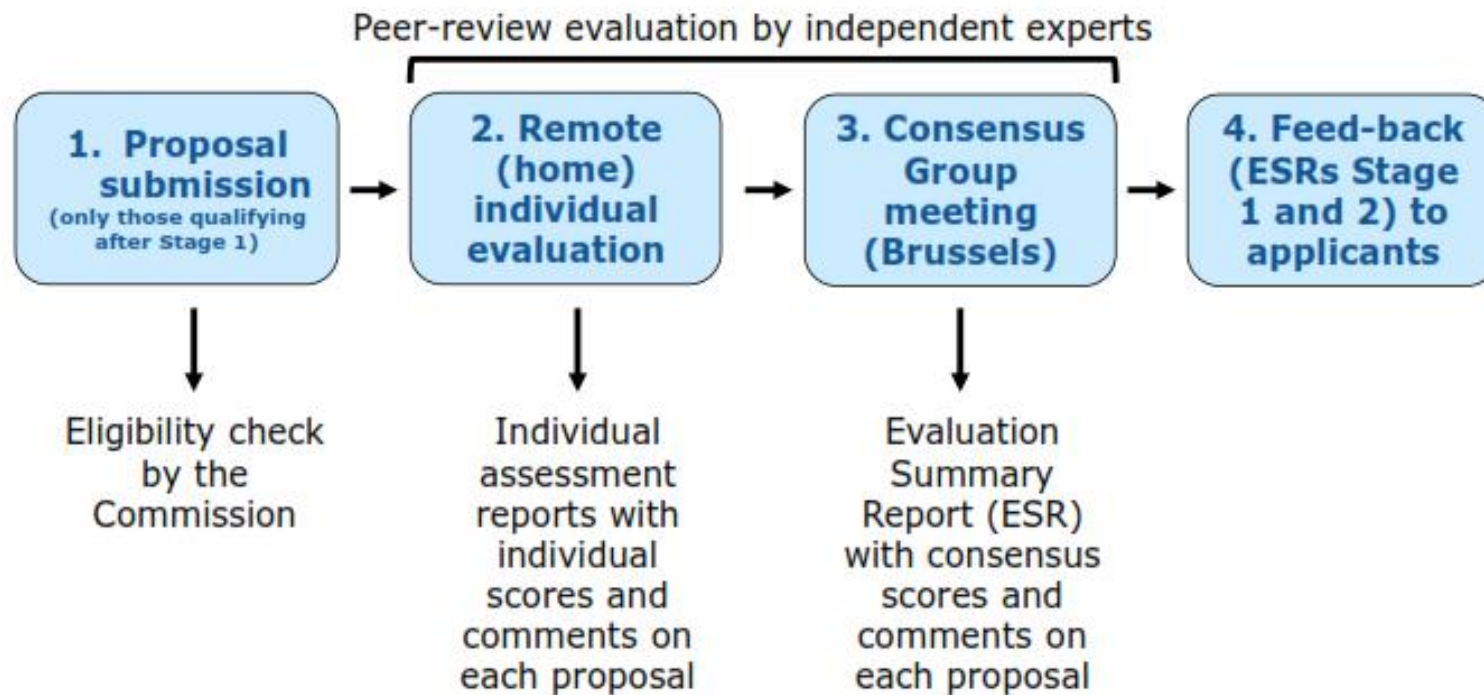 Peer-review evaluation by independent experts
1. Proposal
submission
(only those qualifying
after Stage 1)
2. Remote
(home)
individual
evaluation
3. Consensus
Group
meeting
(Brussels)
4. Feed-back
(ESRs Stage
1 and 2) to
applicants
Eligibility check
by the
Commission
Individual
assessment
reports with
individual
scores and
comments on
each proposal
Evaluation
Summary
Report (ESR)
with consensus
scores and
comments on
each proposal